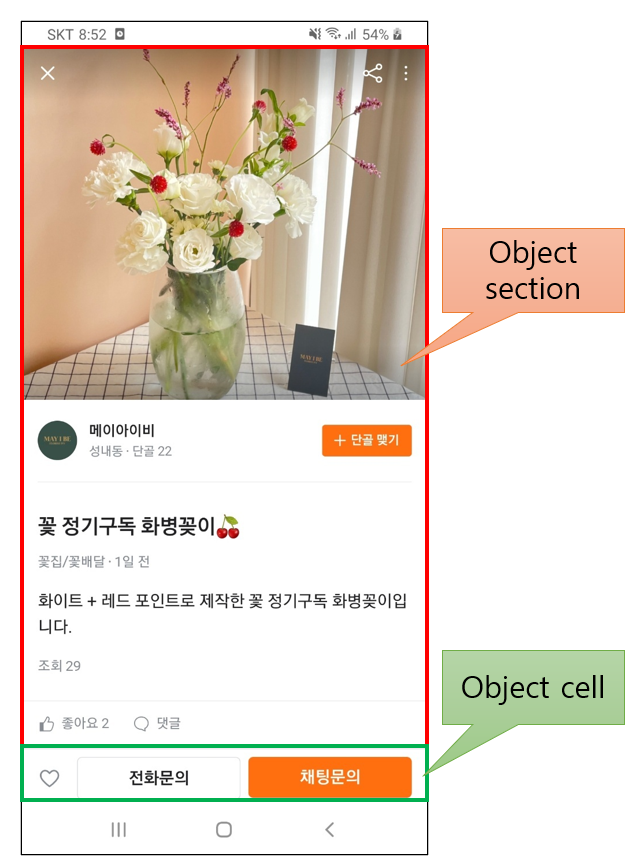 SKT 8:52 54%
MAY I BE
Object
section
MAY I BE
메이아이비
성내동 · 단골 22
+ 단골 맺기
꽃 정기구독 화병꽂이🍒
꽃집/꽃배달 · 1일 전
화이트 + 레드 포인트로 제작한 꽃 정기구독 화병꽂이입
니다.
조회 29
Object cell
좋아요 2 댓글
전화문의 채팅문의